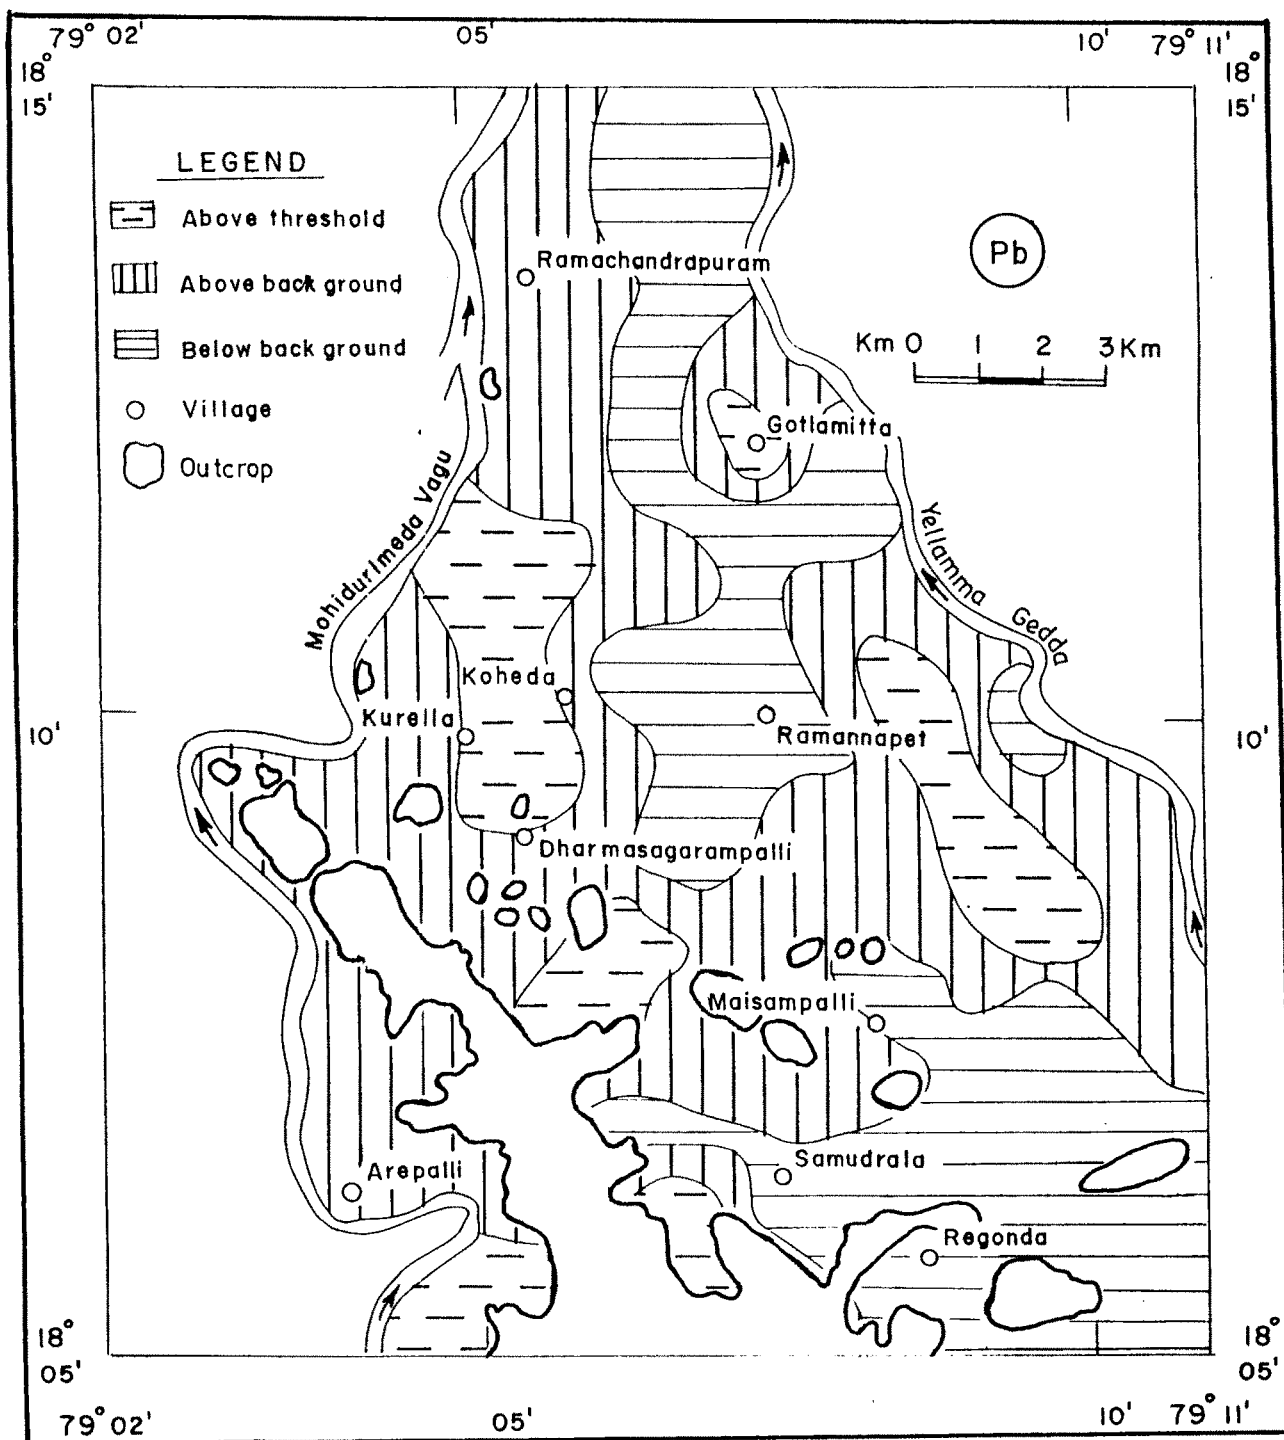 79° 02' 05' 10' 79° 11'
18° 18°
15' 15'
LEGEND
Above threshold
Above back ground
Below back ground
Village
Outcrop
Pb
Km 0 1 2 3 Km
Ramachandrapuram
Gotlamitta
Mohidurimeda Vagu
Yellamma Gedda
Koheda
Kurella
Ramannapet
10' 10'
Dharmasagarampalli
Maisampalli
Arepalli
Samudrala
Regonda
18° 18°
05' 05'
79° 02' 05' 10' 79° 11'